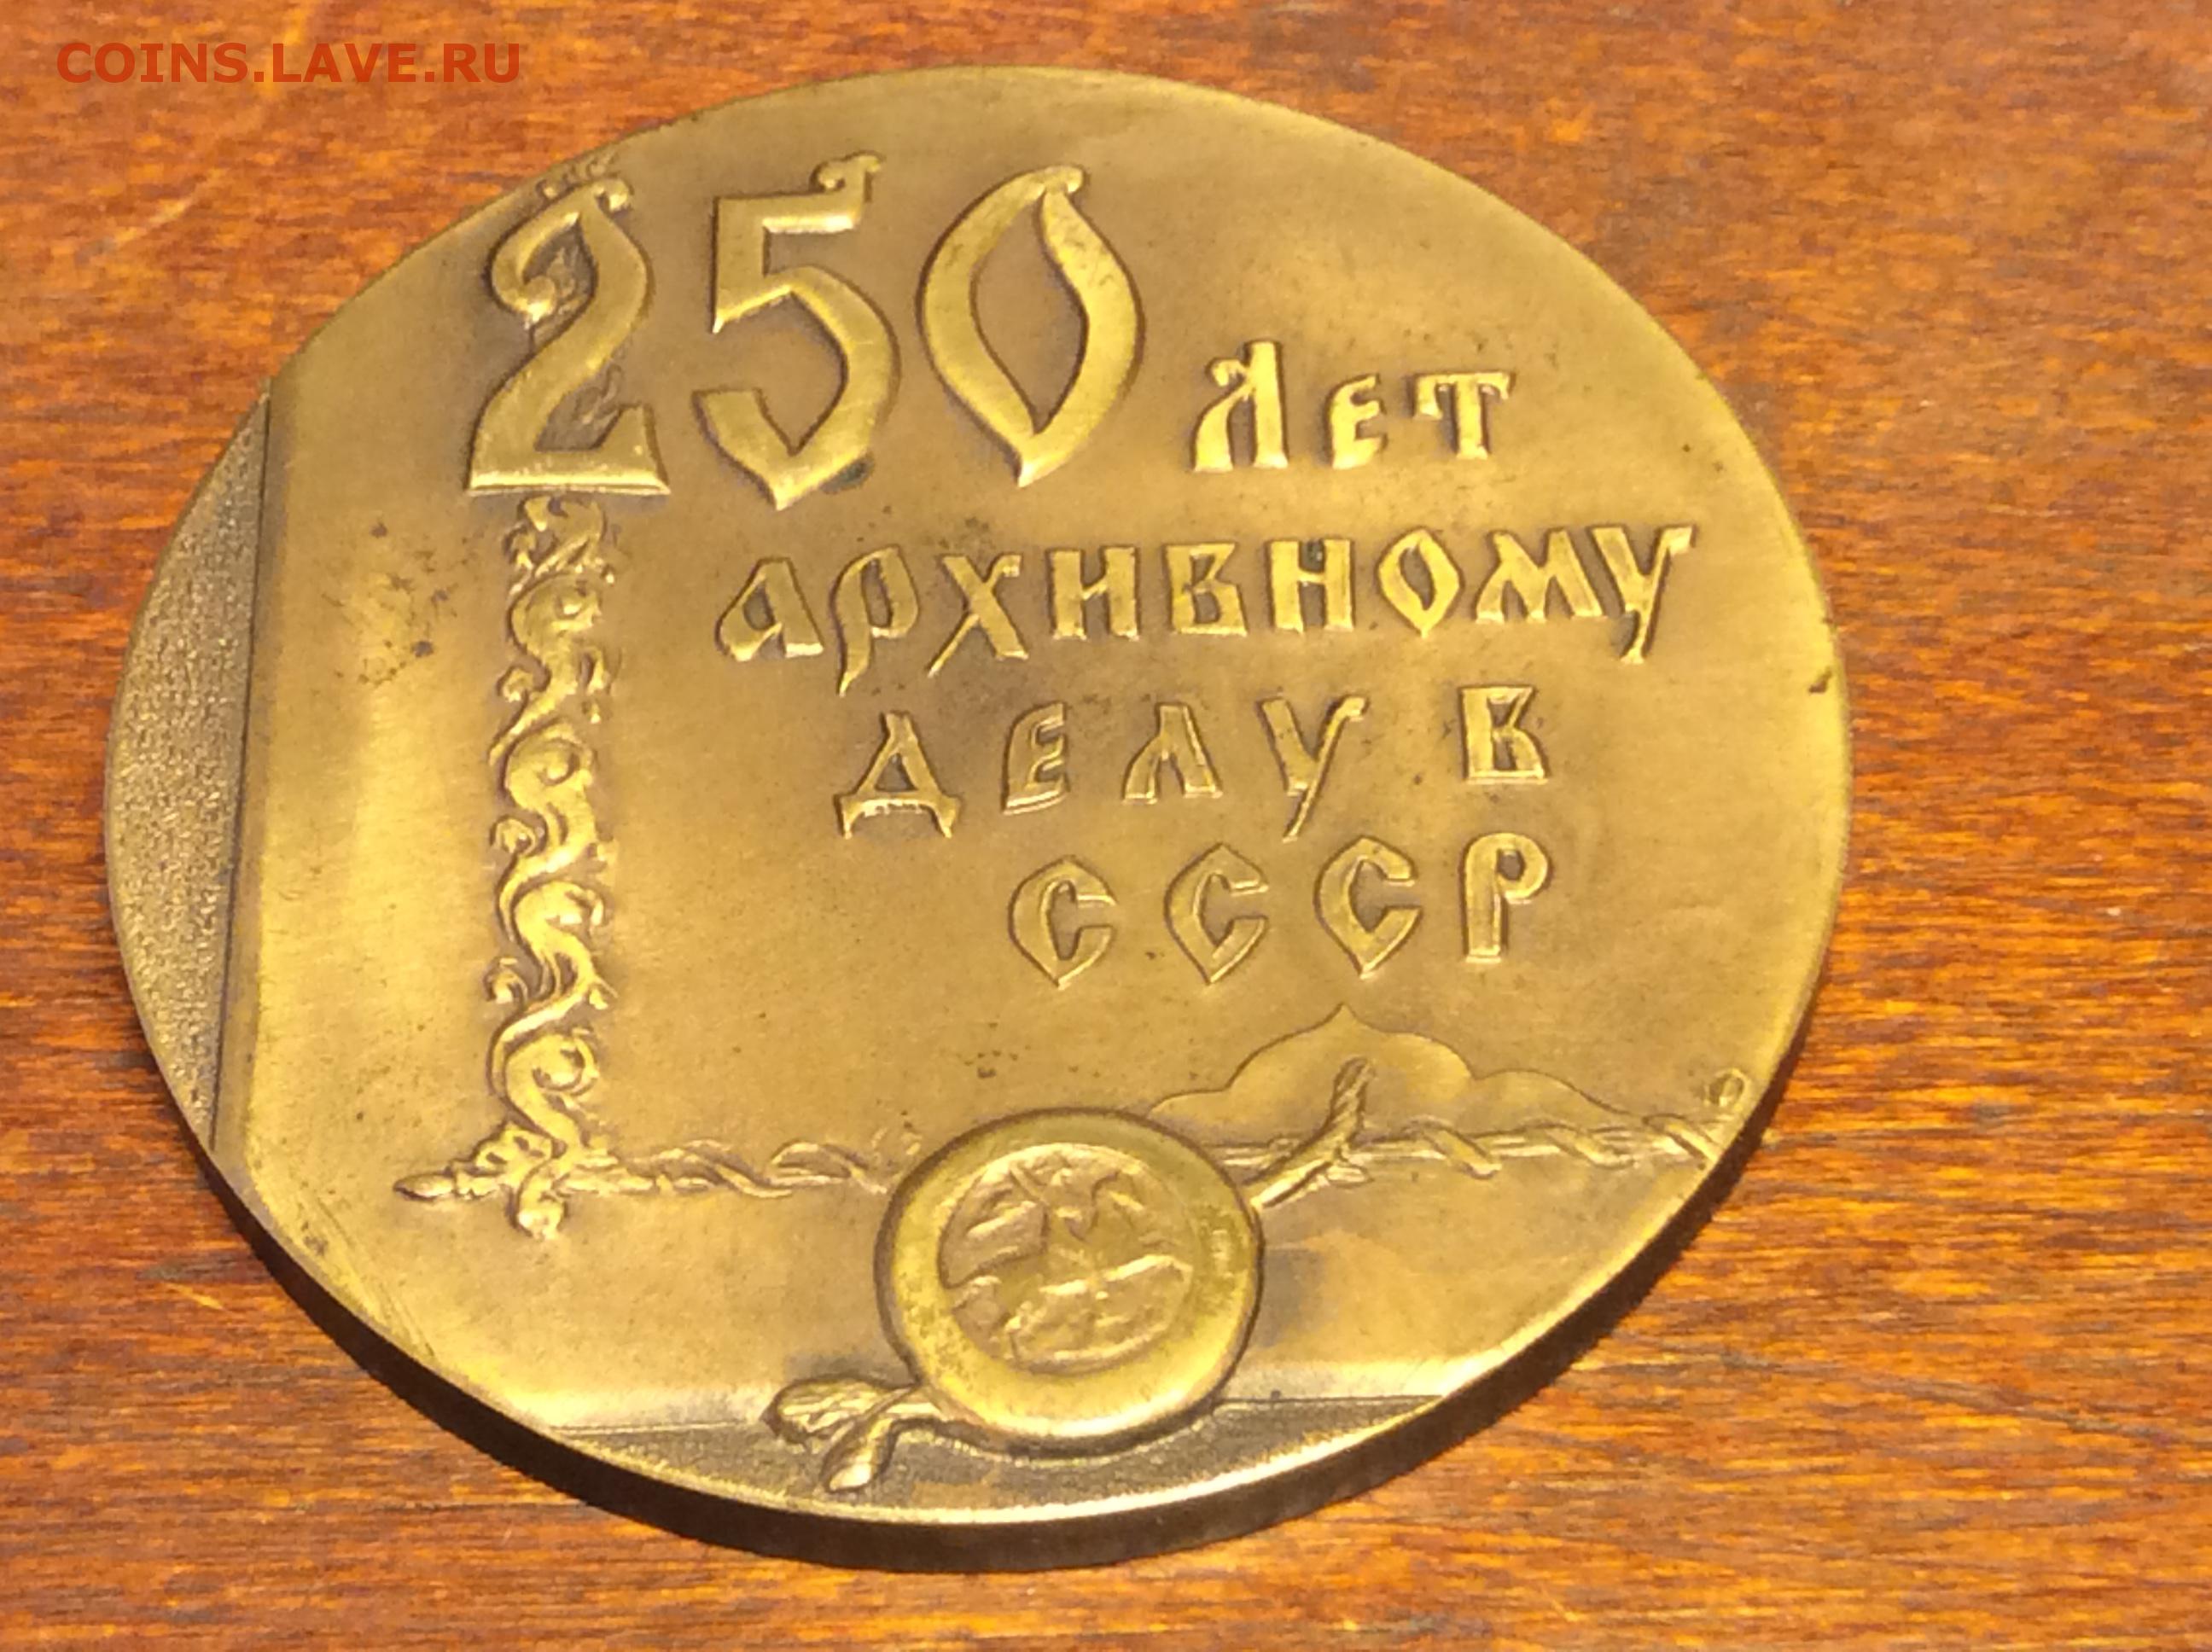 COINS.LAVE.RU
250 лет
архивному
делу в
СССР